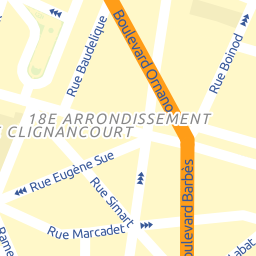 Rue Baudelique
Boulevard Ornano
Rue Boinod
18E ARRONDISSEMENT
CLIGNANCOURT
Rue Eugène Sue
Rue Simart
Rue Marcadet
Boulevard Barbès